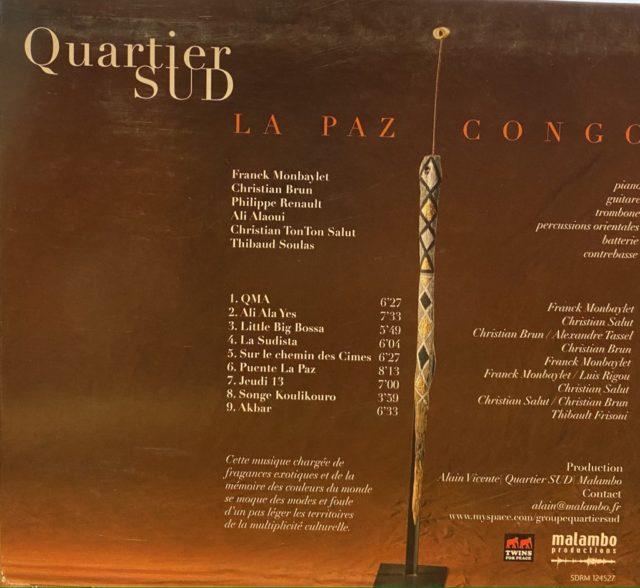 Quartier
SUD
LA PAZ CONGO
Franck Monbaylet piano
Christian Brun guitare
Philippe Renault trombone
Ali Alaoui percussions orientales
Christian TonTon Salut batterie
Thibaud Soulas contrebasse
1. QMA 6'27 Franck Monbaylet
2. Ali Ala Yes 7'33 Christian Salut
3. Little Big Bossa 5'49 Christian Brun / Alexandre Tassel
4. La Sudista 6'04 Christian Brun
5. Sur le chemin des Cimes 6'27 Franck Monbaylet
6. Puente La Paz 8'13 Franck Monbaylet / Luis Rigou
7. Jeudi 13 7'00 Christian Salut
8. Songe Koulikouro 3'59 Christian Salut / Christian Brun
9. Akbar 6'33 Thibault Frisoni
Cette musique chargée de
fragances exotiques et de la
mémoire des couleurs du monde
se moque des modes et foule
d'un pas léger les territoires
de la multiplicité culturelle.
Production
Alain Vicente| Quartier SUD| Malambo
Contact
alain@malambo.fr
www.myspace.com/groupequartiersud
TWINS
FOR PEACE
malambo
productions
SDRM 124527